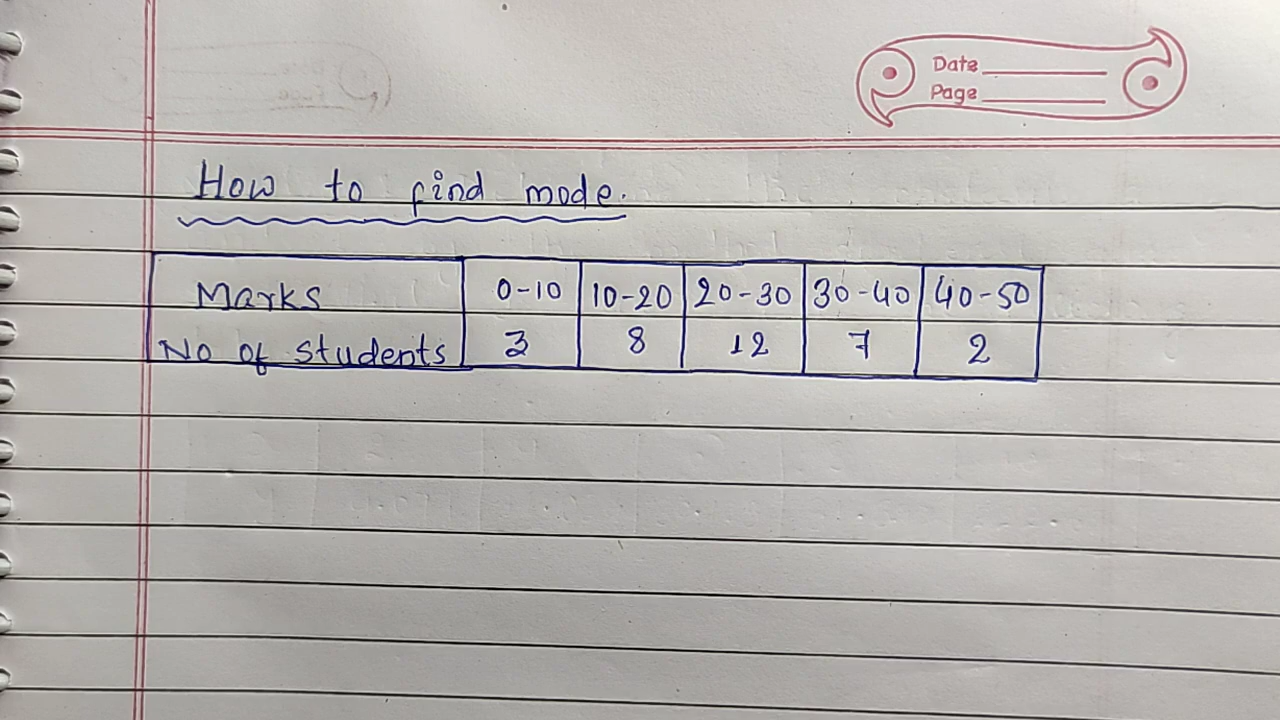 Date
Page
How to find mode.
Marks 0-10 10-20 20-30 30-40 40-50
No of students 3 8 12 7 2